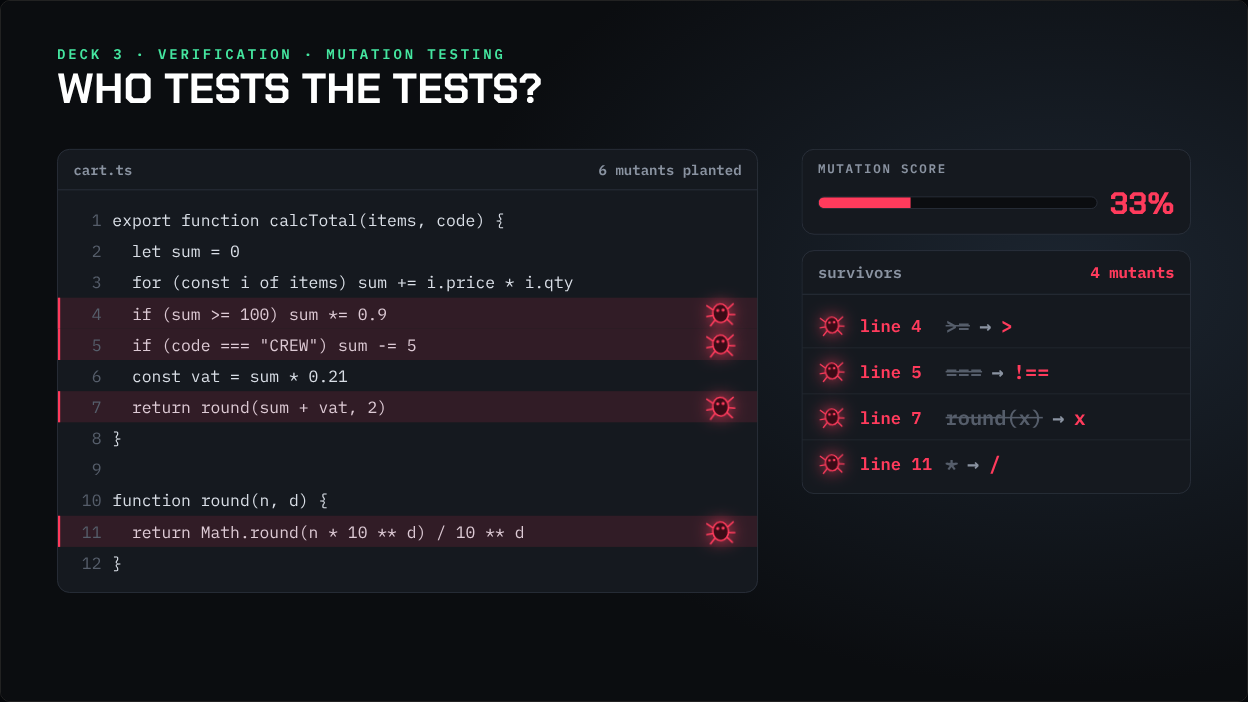 DECK 3 · VERIFICATION · MUTATION TESTING
WHO TESTS THE TESTS?
cart.ts
6 mutants planted
1 export function calcTotal(items, code) {
2   let sum = 0
3   for (const i of items) sum += i.price * i.qty
4   if (sum >= 100) sum *= 0.9
5   if (code === "CREW") sum -= 5
6   const vat = sum * 0.21
7   return round(sum + vat, 2)
8 }
9
10 function round(n, d) {
11   return Math.round(n * 10 ** d) / 10 ** d
12 }
MUTATION SCORE
33%
survivors
4 mutants
line 4 >= → >
line 5 === → !==
line 7 round(x) → x
line 11 * → /